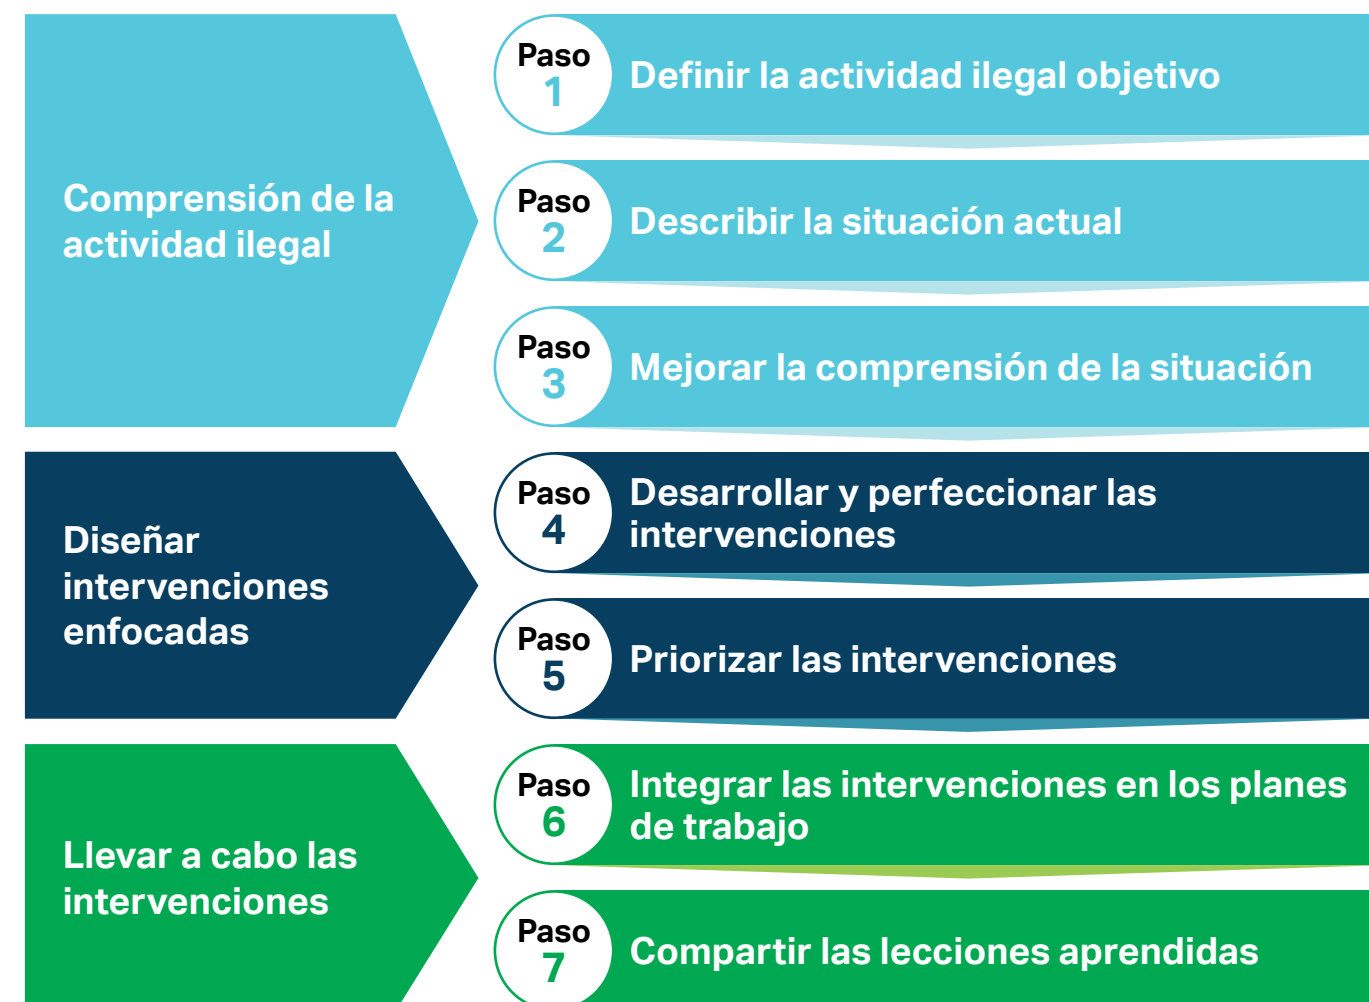 Comprensión de la
actividad ilegal
Paso
1
Definir la actividad ilegal objetivo
Paso
2
Describir la situación actual
Paso
3
Mejorar la comprensión de la situación
Diseñar
intervenciones
enfocadas
Paso
4
Desarrollar y perfeccionar las
intervenciones
Paso
5
Priorizar las intervenciones
Llevar a cabo las
intervenciones
Paso
6
Integrar las intervenciones en los planes
de trabajo
Paso
7
Compartir las lecciones aprendidas